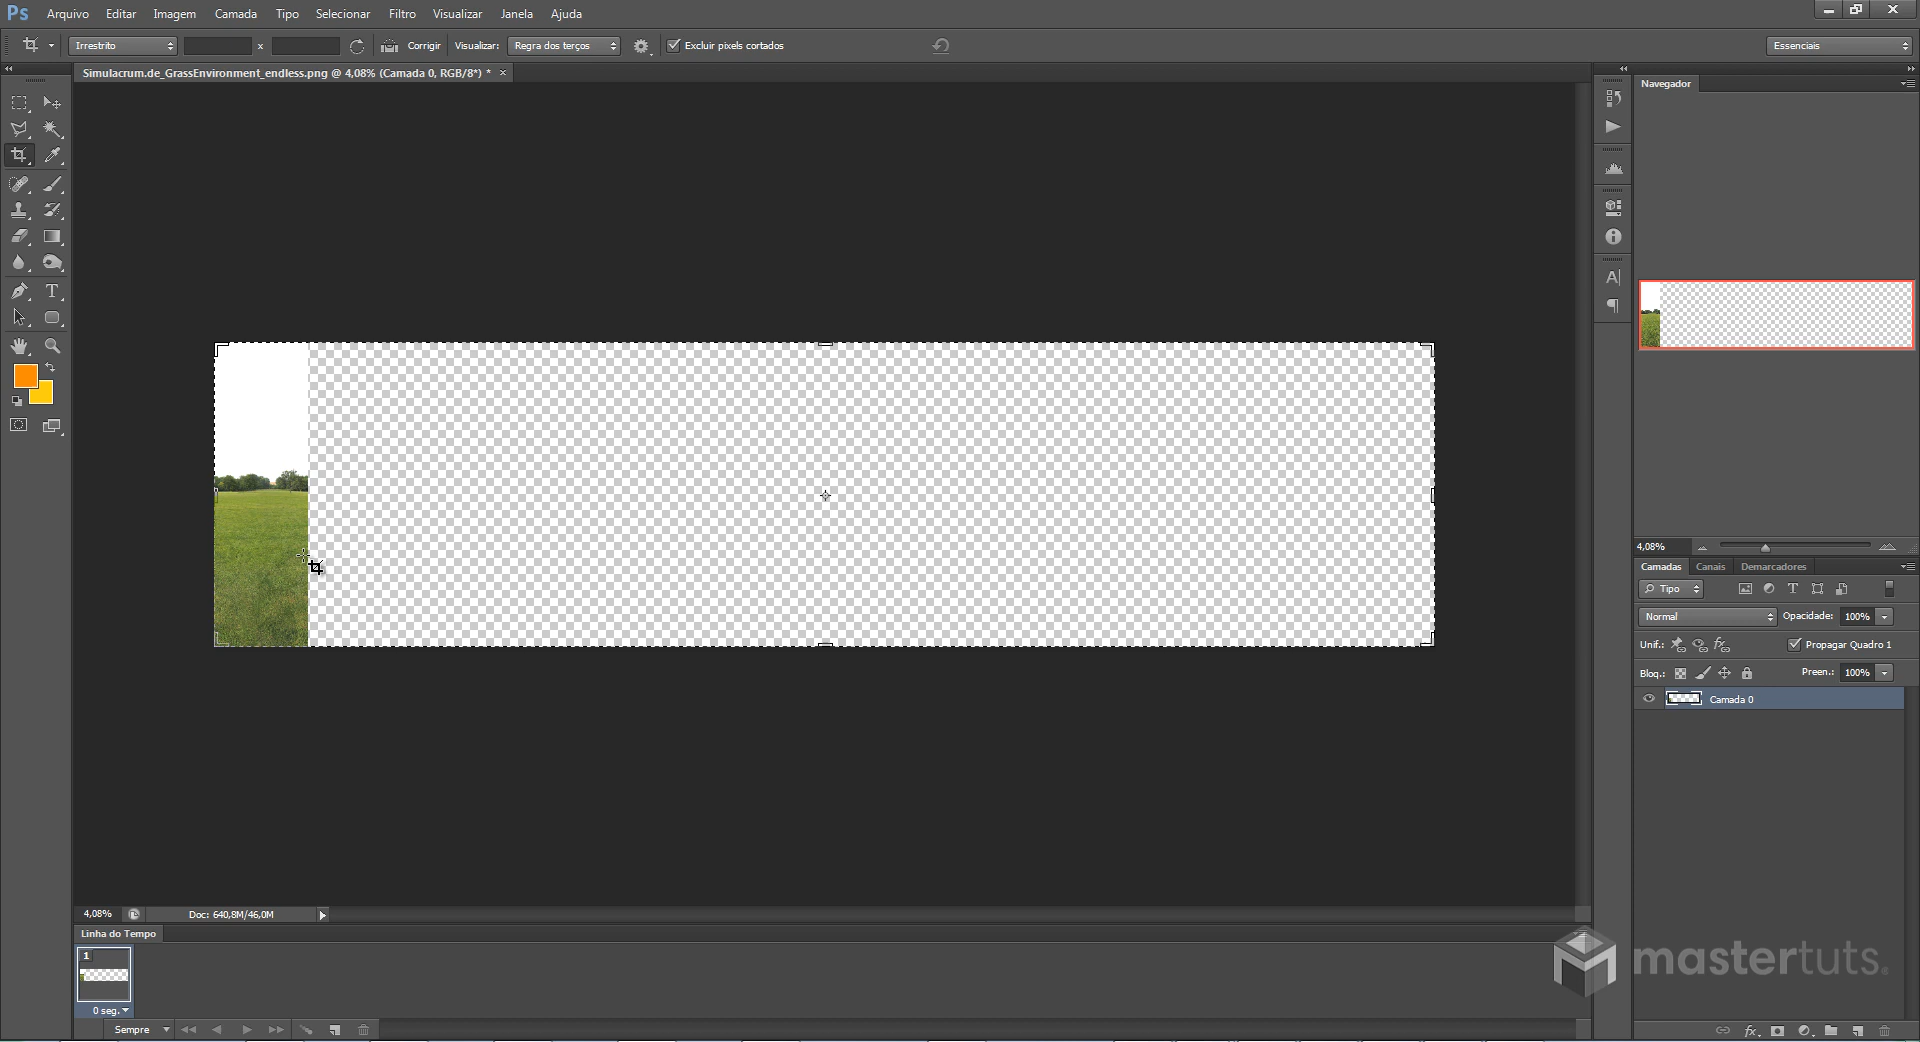 Ps Arquivo Editar Imagem Camada Tipo Selecionar Filtro Visualizar Janela Ajuda
Irrestrito x Corrigir Visualizar: Regra dos terços Excluir pixels cortados Essenciais
Simulacrum.de_GrassEnvironment_endless.png @ 4,08% (Camada 0, RGB/8*) * ×
Navegador
4,08%
Camadas Canais Demarcadores
Tipo
Normal Opacidade: 100%
Unif.: Propagar Quadro 1
Bloq.: Preen.: 100%
Camada 0
4,08% Doc: 640,8M/46,0M
Linha do Tempo
1
0 seg.
Sempre
mastertuts